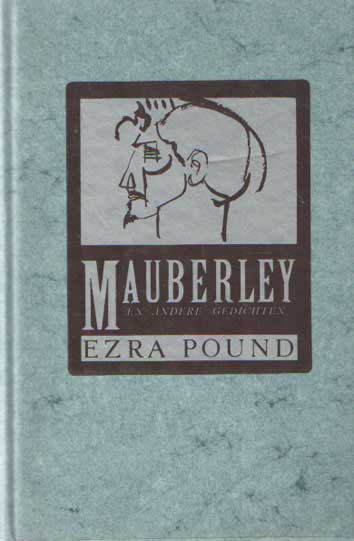 MAUBERLEY
EN ANDERE GEDICHTEN
EZRA POUND